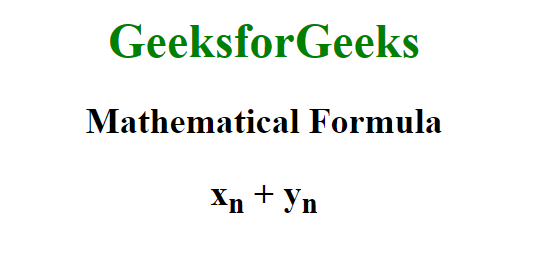 GeeksforGeeks
Mathematical Formula
xₙ + yₙ